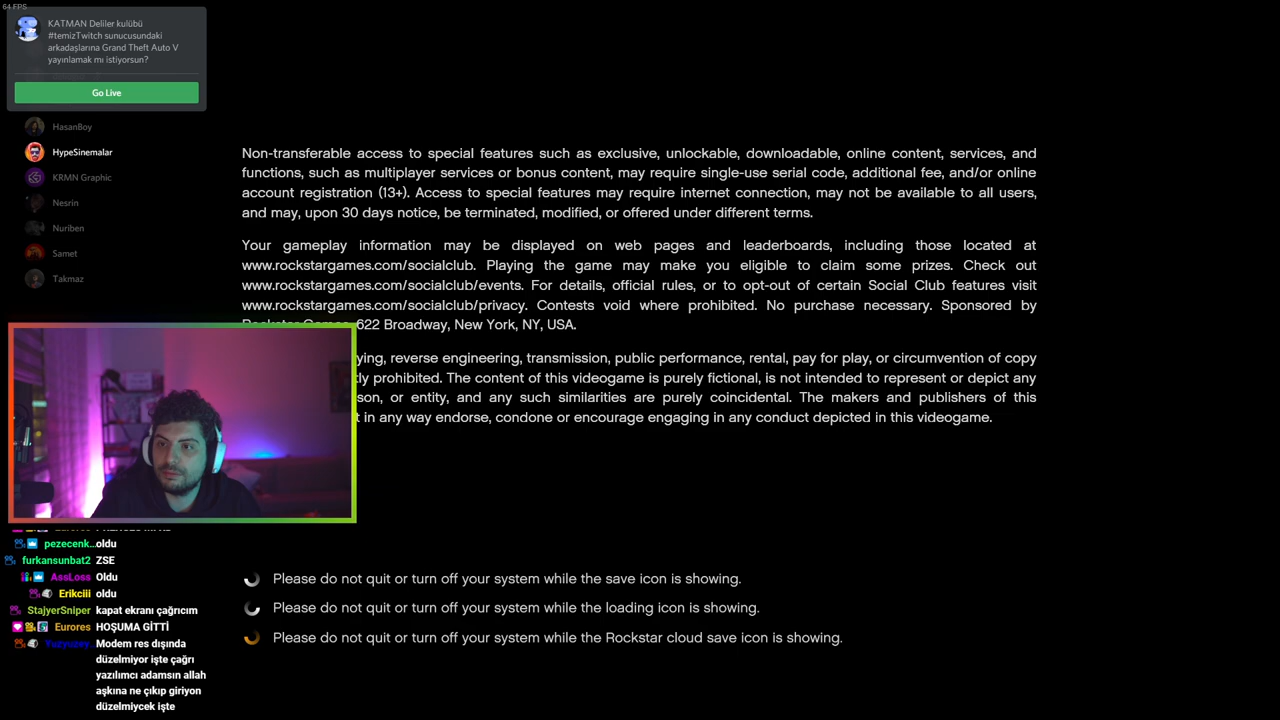 64 FPS
KATMAN Deliler kulübü
#temizTwitch sunucusundaki
arkadaşlarına Grand Theft Auto V
yayınlamak mı istiyorsun?
Go Live
HasanBoy
HypeSinemalar
KRMN Graphic
Nesrin
Nuriben
Samet
Takmaz
Non-transferable access to special features such as exclusive, unlockable, downloadable, online content, services, and
functions, such as multiplayer services or bonus content, may require single-use serial code, additional fee, and/or online
account registration (13+). Access to special features may require internet connection, may not be available to all users,
and may, upon 30 days notice, be terminated, modified, or offered under different terms.
Your gameplay information may be displayed on web pages and leaderboards, including those located at
www.rockstargames.com/socialclub. Playing the game may make you eligible to claim some prizes. Check out
www.rockstargames.com/socialclub/events. For details, official rules, or to opt-out of certain Social Club features visit
www.rockstargames.com/socialclub/privacy. Contests void where prohibited. No purchase necessary. Sponsored by
622 Broadway, New York, NY, USA.
reverse engineering, transmission, public performance, rental, pay for play, or circumvention of copy
prohibited. The content of this videogame is purely fictional, is not intended to represent or depict any
or entity, and any such similarities are purely coincidental. The makers and publishers of this
in any way endorse, condone or encourage engaging in any conduct depicted in this videogame.
pezecenk... oldu
furkansunbat2 ZSE
AssLoss Oldu
Erikciii oldu
StajyerSniper kapat ekranı çağrıcım
Eurores HOŞUMA GİTTİ
Modem res dışında
düzelmiyor işte çağrı
yazılımcı adamsın allah
aşkına ne çıkıp giriyon
düzelmiycek işte
Please do not quit or turn off your system while the save icon is showing.
Please do not quit or turn off your system while the loading icon is showing.
Please do not quit or turn off your system while the Rockstar cloud save icon is showing.